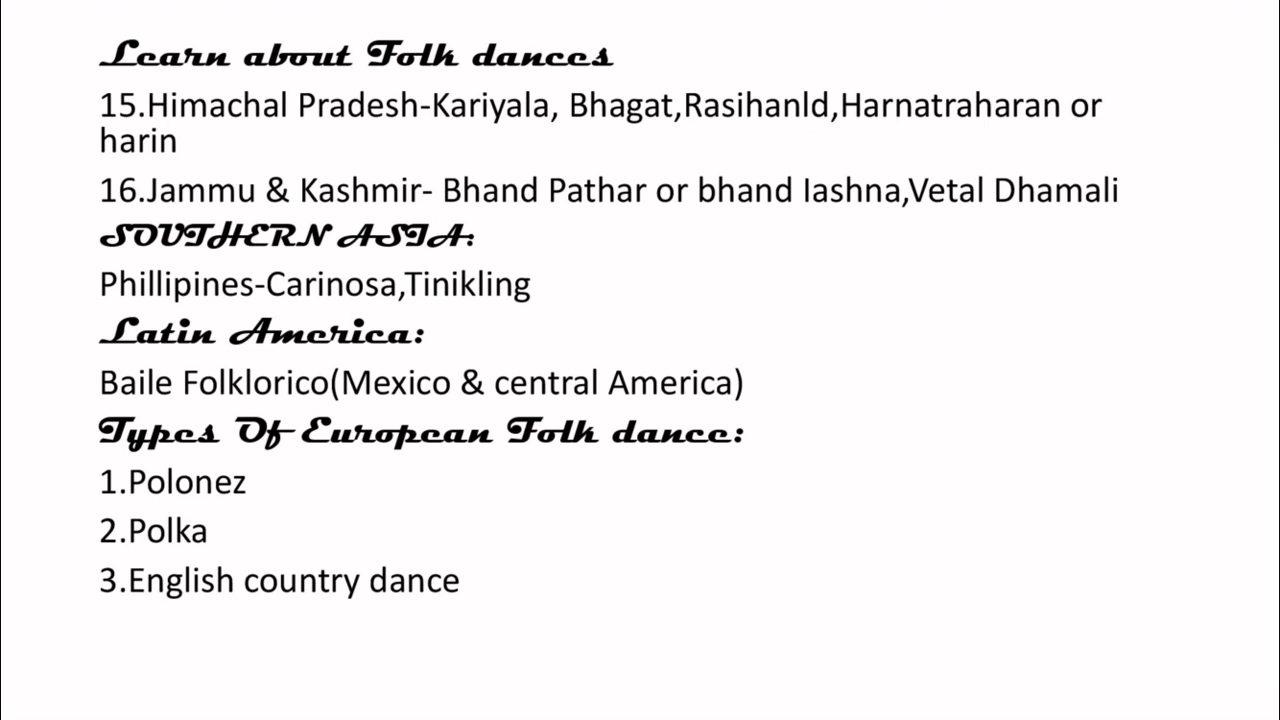 Learn about Folk dances
15.Himachal Pradesh-Kariyala, Bhagat,Rasihanld,Harnatraharan or
harin
16.Jammu & Kashmir- Bhand Pathar or bhand Iashna,Vetal Dhamali
SOUTHERN ASIA:
Phillipines-Carinosa,Tinikling
Latin America:
Baile Folklorico(Mexico & central America)
Types Of European Folk dance:
1.Polonez
2.Polka
3.English country dance